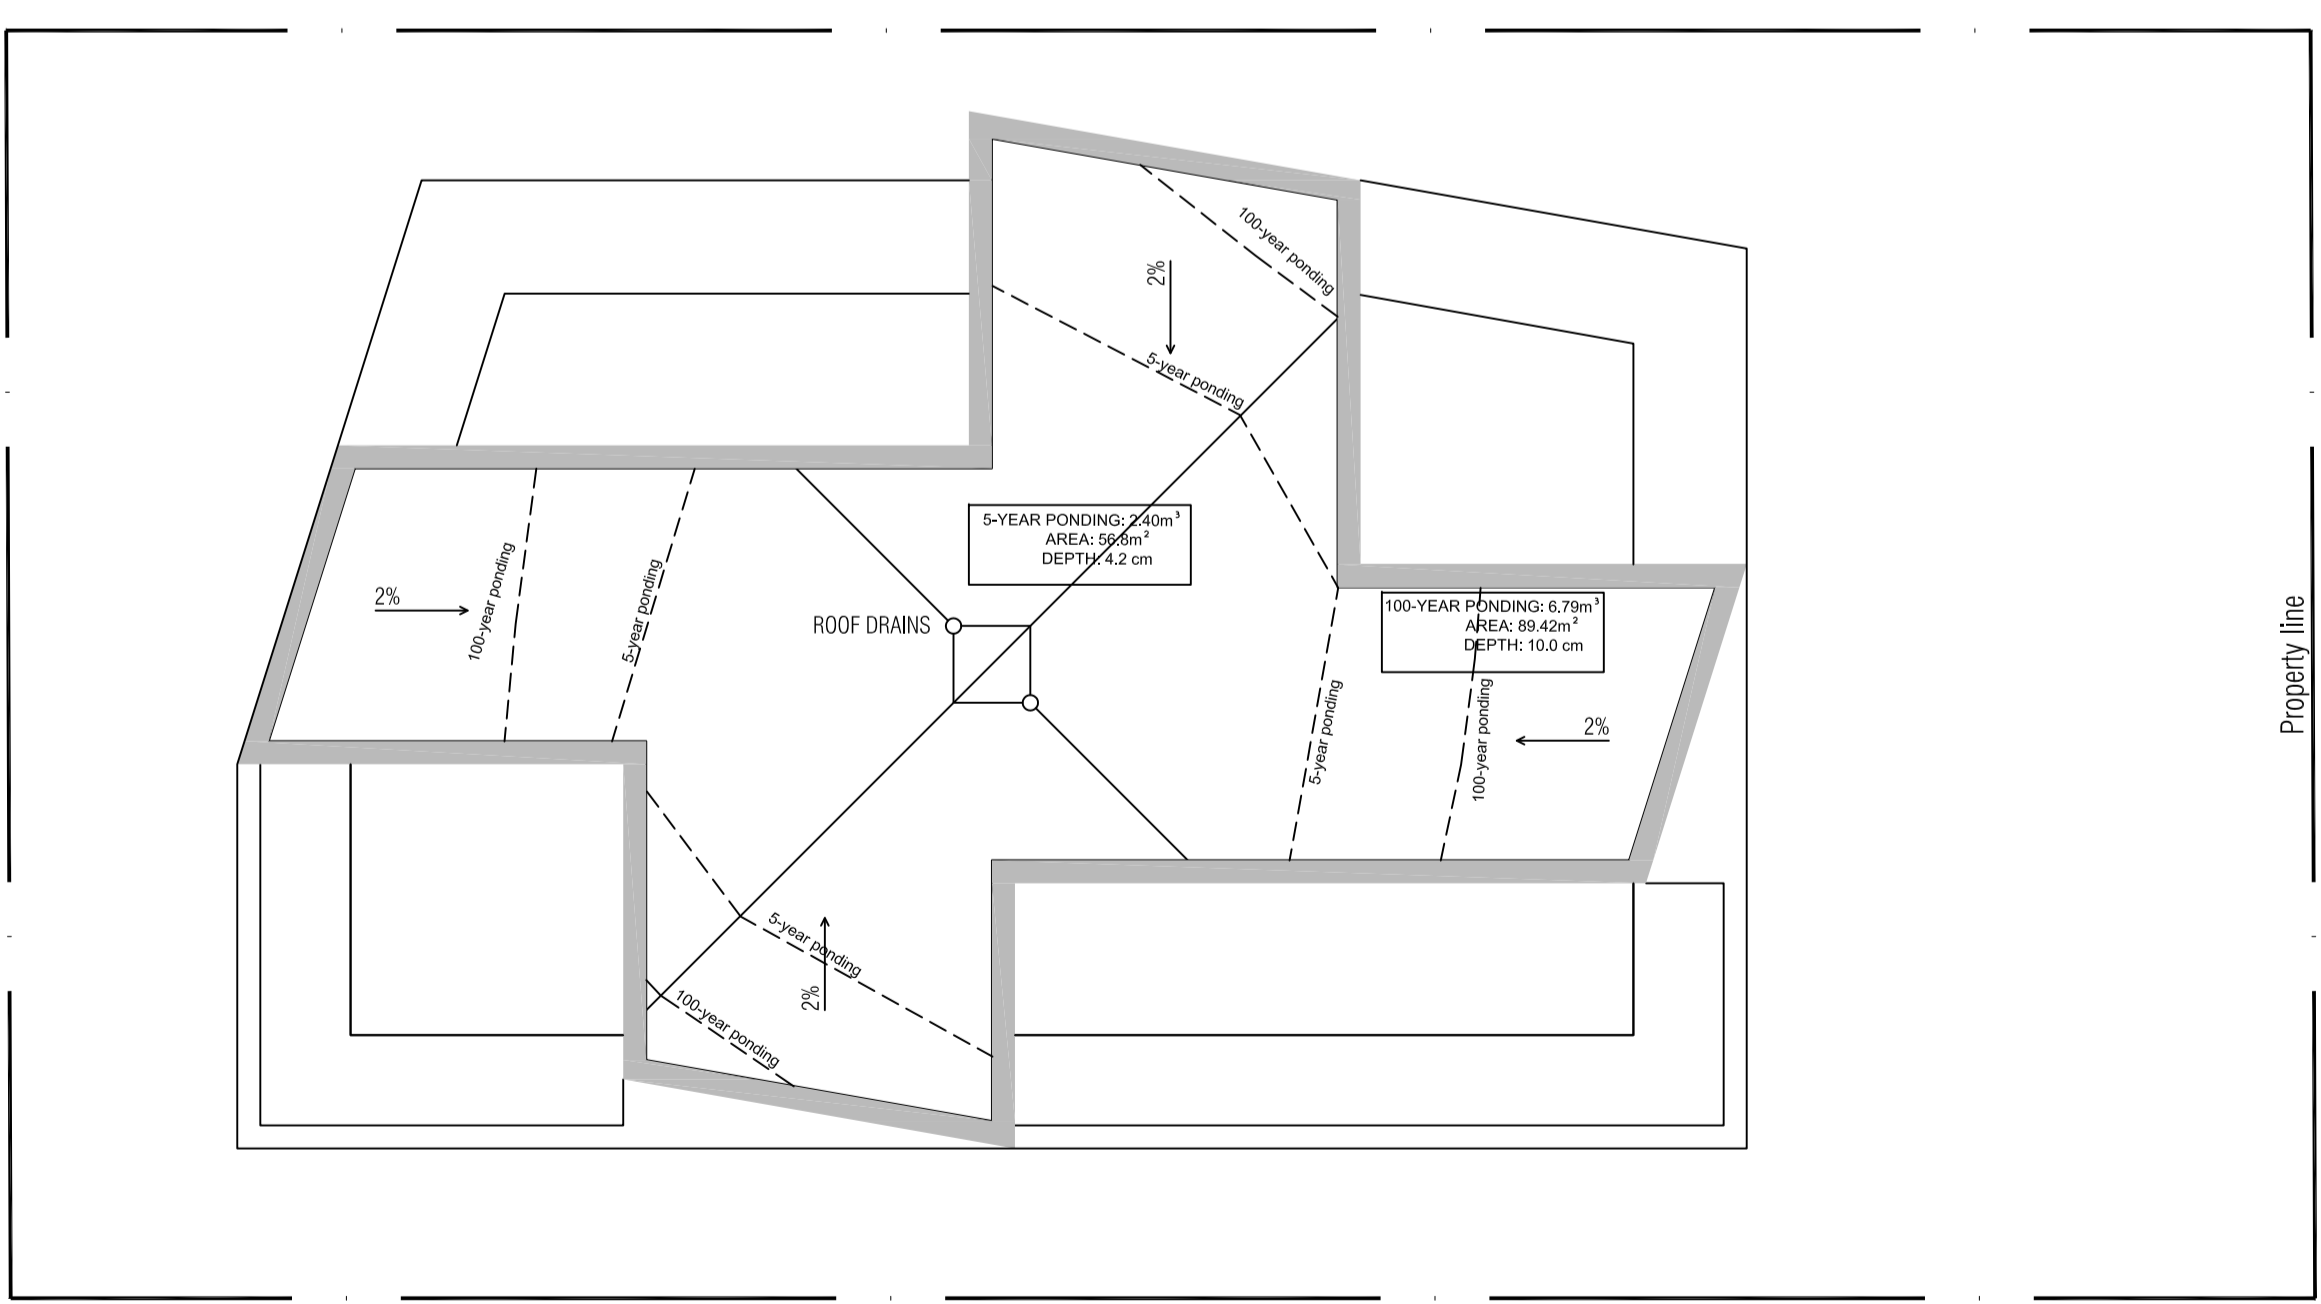 100-year ponding
2%
5-year ponding
5-YEAR PONDING: 2.40m³
AREA: 56.8m²
DEPTH: 4.2 cm
100-year ponding
5-year ponding
2%
ROOF DRAINS
100-YEAR PONDING: 6.79m³
AREA: 89.42m²
DEPTH: 10.0 cm
Property line
5-year ponding
100-year ponding
2%
5-year ponding
2%
100-year ponding